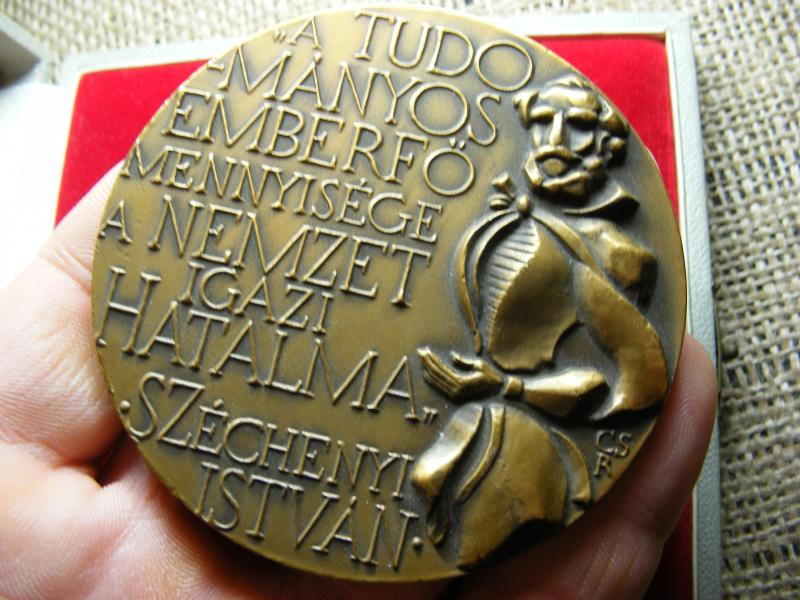 „A TUDO
-MÁNYOS
EMBERFŐ
MENNYISÉGE
A NEMZET
IGAZI
HATALMA„
·SZÉCHENYI
ISTVÁN·
CS
R